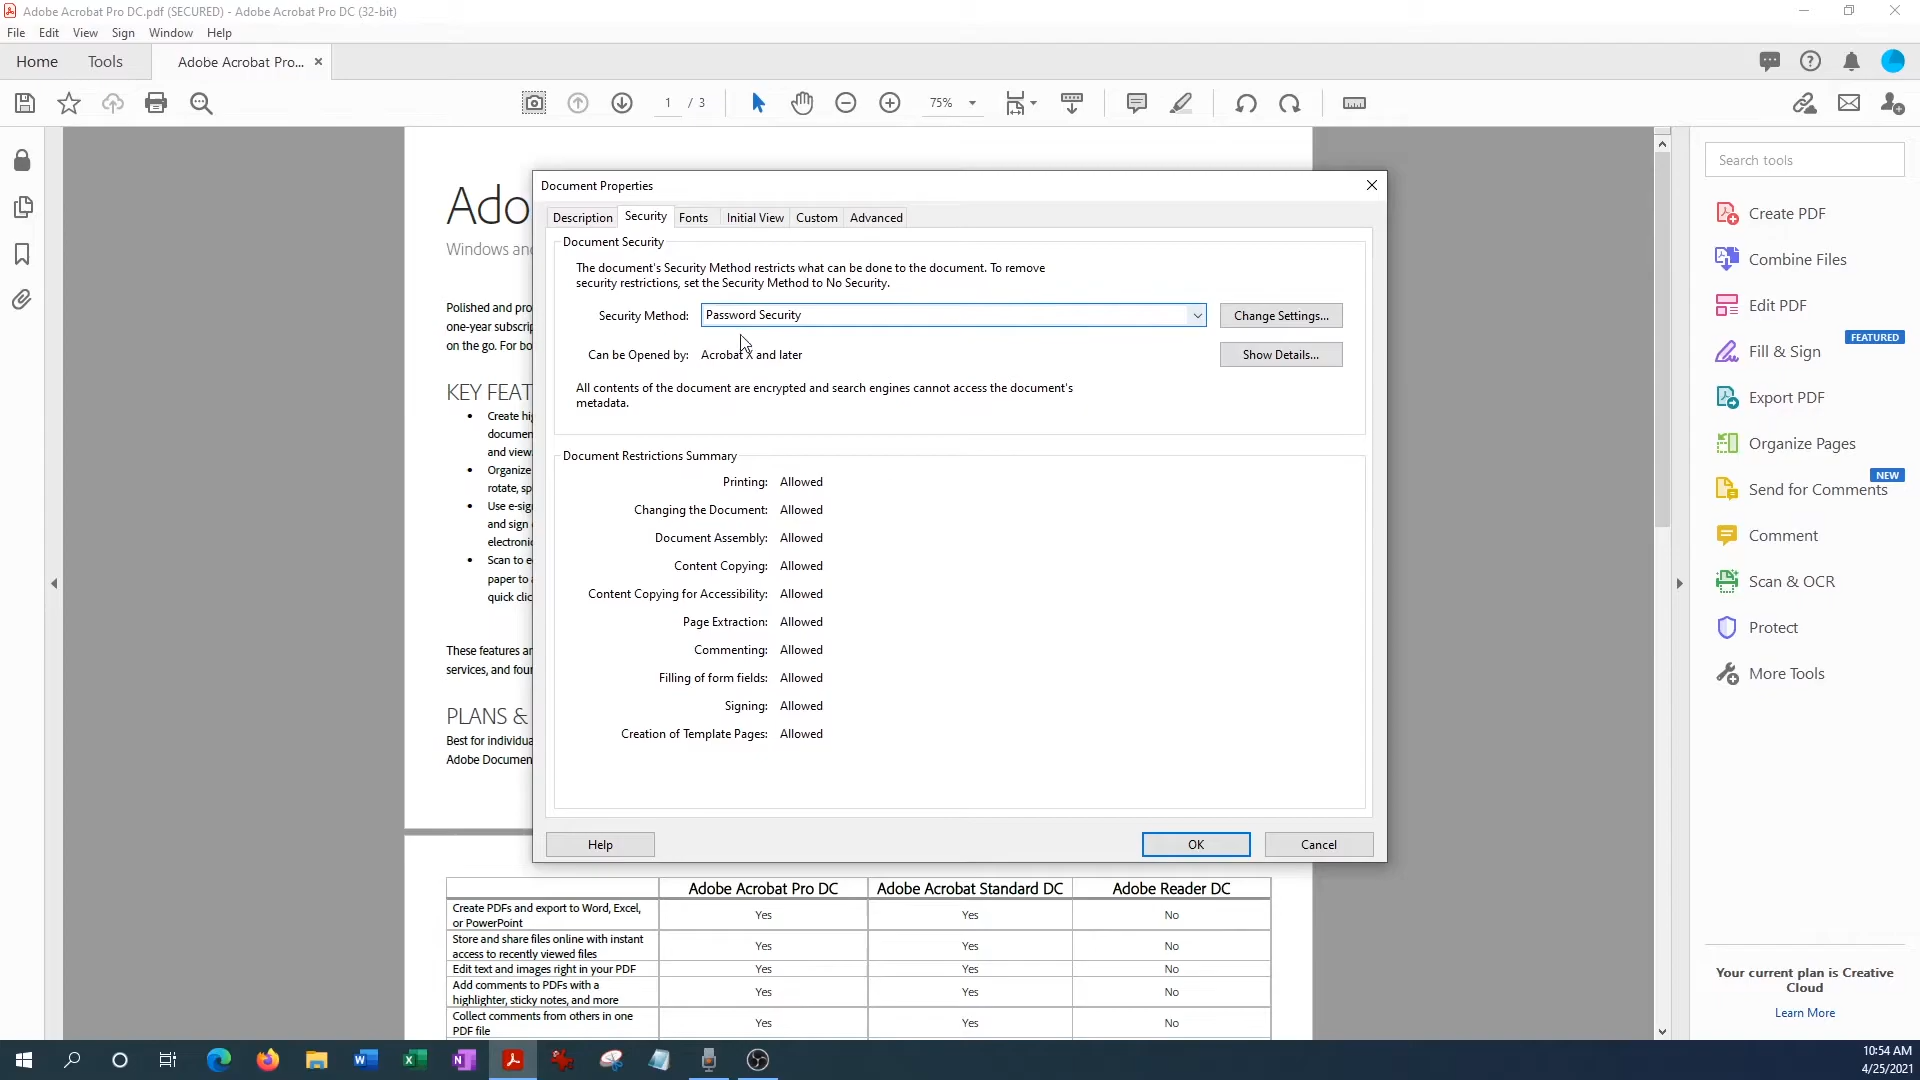 Adobe Acrobat Pro DC.pdf (SECURED) - Adobe Acrobat Pro DC (32-bit)
File Edit View Sign Window Help
Home Tools Adobe Acrobat Pro...
1 / 3 75%
Search tools
Create PDF
Combine Files
Edit PDF
FEATURED
Fill & Sign
Export PDF
Organize Pages
NEW
Send for Comments
Comment
Scan & OCR
Protect
More Tools
Your current plan is Creative
Cloud
Learn More
Ado
Windows an
Polished and pro
one-year subscrip
on the go. For bo
KEY FEAT
Create hig
documen
and view
Organize
rotate, sp
Use e-sig
and sign
electronic
Scan to e
paper to
quick clic
These features ar
services, and four
PLANS &
Best for individua
Adobe Documen
Document Properties
Description Security Fonts Initial View Custom Advanced
Document Security
The document's Security Method restricts what can be done to the document. To remove
security restrictions, set the Security Method to No Security.
Security Method: Password Security Change Settings...
Can be Opened by: Acrobat X and later Show Details...
All contents of the document are encrypted and search engines cannot access the document's
metadata.
Document Restrictions Summary
Printing: Allowed
Changing the Document: Allowed
Document Assembly: Allowed
Content Copying: Allowed
Content Copying for Accessibility: Allowed
Page Extraction: Allowed
Commenting: Allowed
Filling of form fields: Allowed
Signing: Allowed
Creation of Template Pages: Allowed
Help OK Cancel
Adobe Acrobat Pro DC Adobe Acrobat Standard DC Adobe Reader DC
Create PDFs and export to Word, Excel,
or PowerPoint Yes Yes No
Store and share files online with instant
access to recently viewed files Yes Yes No
Edit text and images right in your PDF Yes Yes No
Add comments to PDFs with a
highlighter, sticky notes, and more Yes Yes No
Collect comments from others in one
PDF file Yes Yes No
10:54 AM
4/25/2021